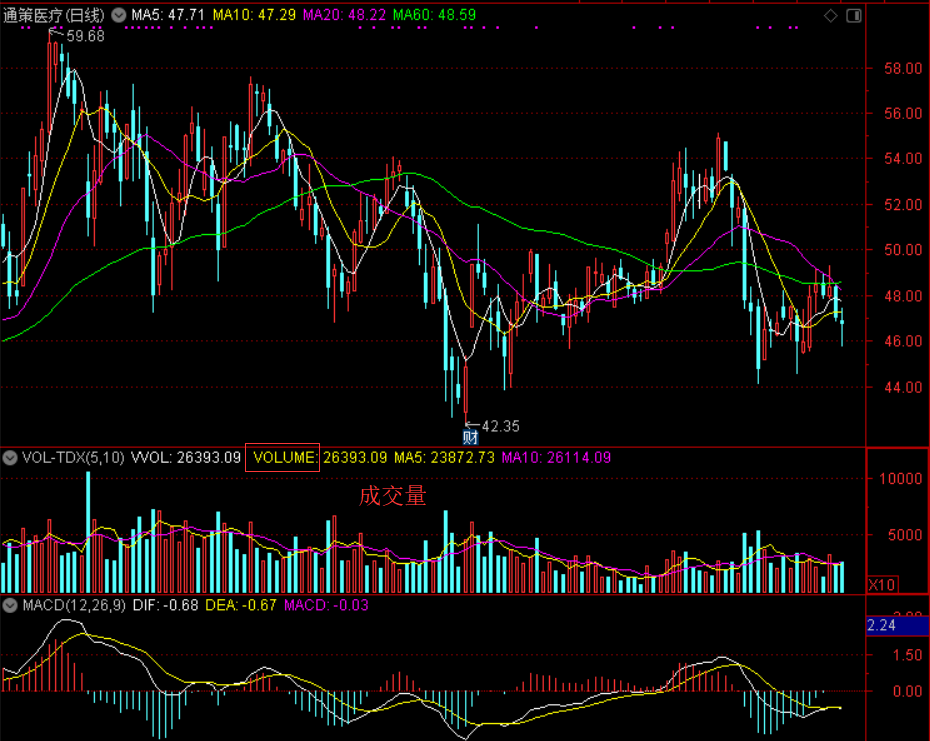 通策医疗(日线) MA5: 47.71 MA10: 47.29 MA20: 48.22 MA60: 48.59
59.68
58.00
56.00
54.00
52.00
50.00
48.00
46.00
44.00
42.35
财
VOL-TDX(5,10) VVOL: 26393.09 VOLUME: 26393.09 MA5: 23872.73 MA10: 26114.09
成交量
10000
5000
X10
MACD(12,26,9) DIF: -0.68 DEA: -0.67 MACD: -0.03
2.24
1.50
0.00